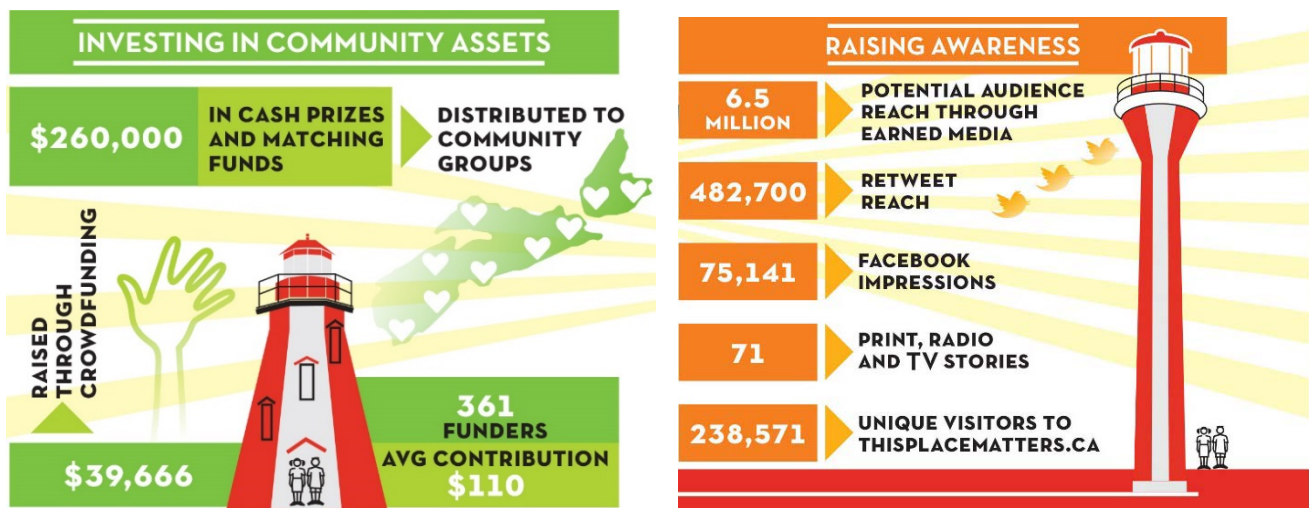 INVESTING IN COMMUNITY ASSETS
$260,000
IN CASH PRIZES
AND MATCHING
FUNDS
DISTRIBUTED TO
COMMUNITY
GROUPS
RAISED
THROUGH
CROWDFUNDING
$39,666
361
FUNDERS
AVG CONTRIBUTION
$110
RAISING AWARENESS
6.5
MILLION
POTENTIAL AUDIENCE
REACH THROUGH
EARNED MEDIA
482,700
RETWEET
REACH
75,141
FACEBOOK
IMPRESSIONS
71
PRINT, RADIO
AND TV STORIES
238,571
UNIQUE VISITORS TO
THISPLACEMATTERS.CA